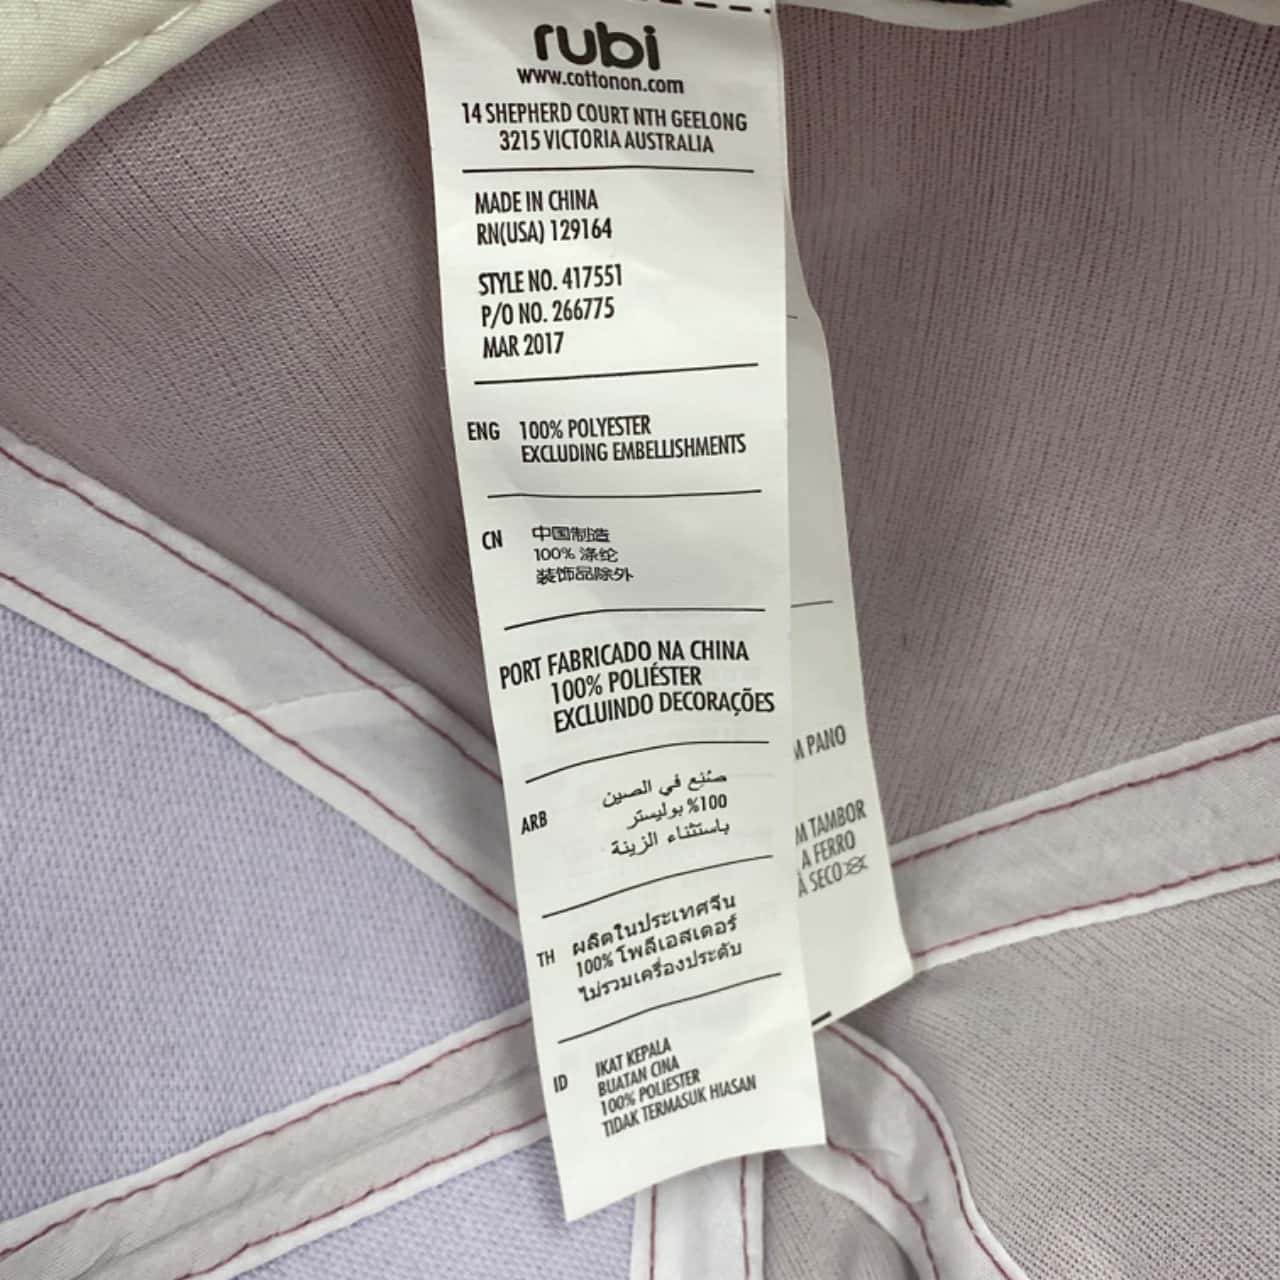 rubi
www.cottonon.com
14 SHEPHERD COURT NTH GEELONG
3215 VICTORIA AUSTRALIA
MADE IN CHINA
RN(USA) 129164
STYLE NO. 417551
P/O NO. 266775
MAR 2017
ENG 100% POLYESTER
EXCLUDING EMBELLISHMENTS
CN 中国制造
100% 涤纶
装饰品除外
PORT FABRICADO NA CHINA
100% POLIÉSTER
EXCLUINDO DECORAÇÕES
ARB صُنِع في الصين
100% بوليستر
باستثناء الزينة
TH ผลิตในประเทศจีน
100% โพลีเอสเตอร์
ไม่รวมเครื่องประดับ
ID IKAT KEPALA
BUATAN CINA
100% POLIESTER
TIDAK TERMASUK HIASAN
M PANO
M TAMBOR
A FERRO
À SECO